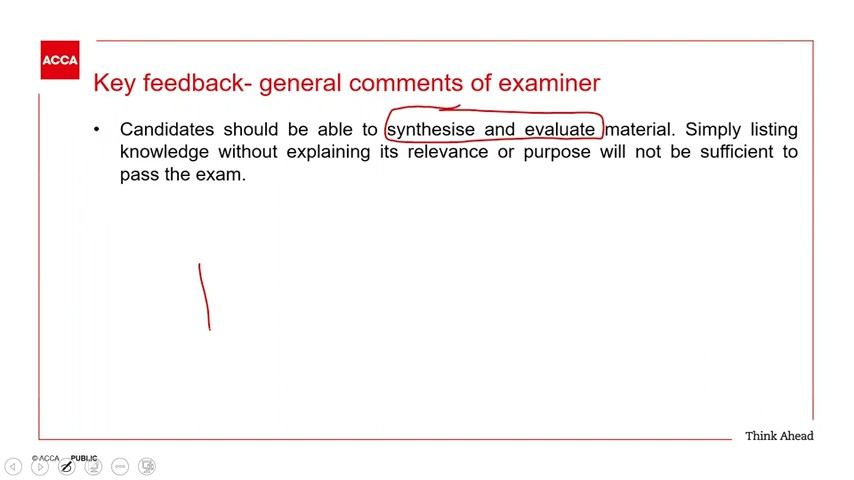 ACCA
Key feedback- general comments of examiner
• Candidates should be able to synthesise and evaluate material. Simply listing
knowledge without explaining its relevance or purpose will not be sufficient to
pass the exam.
Think Ahead
© ACCA PUBLIC